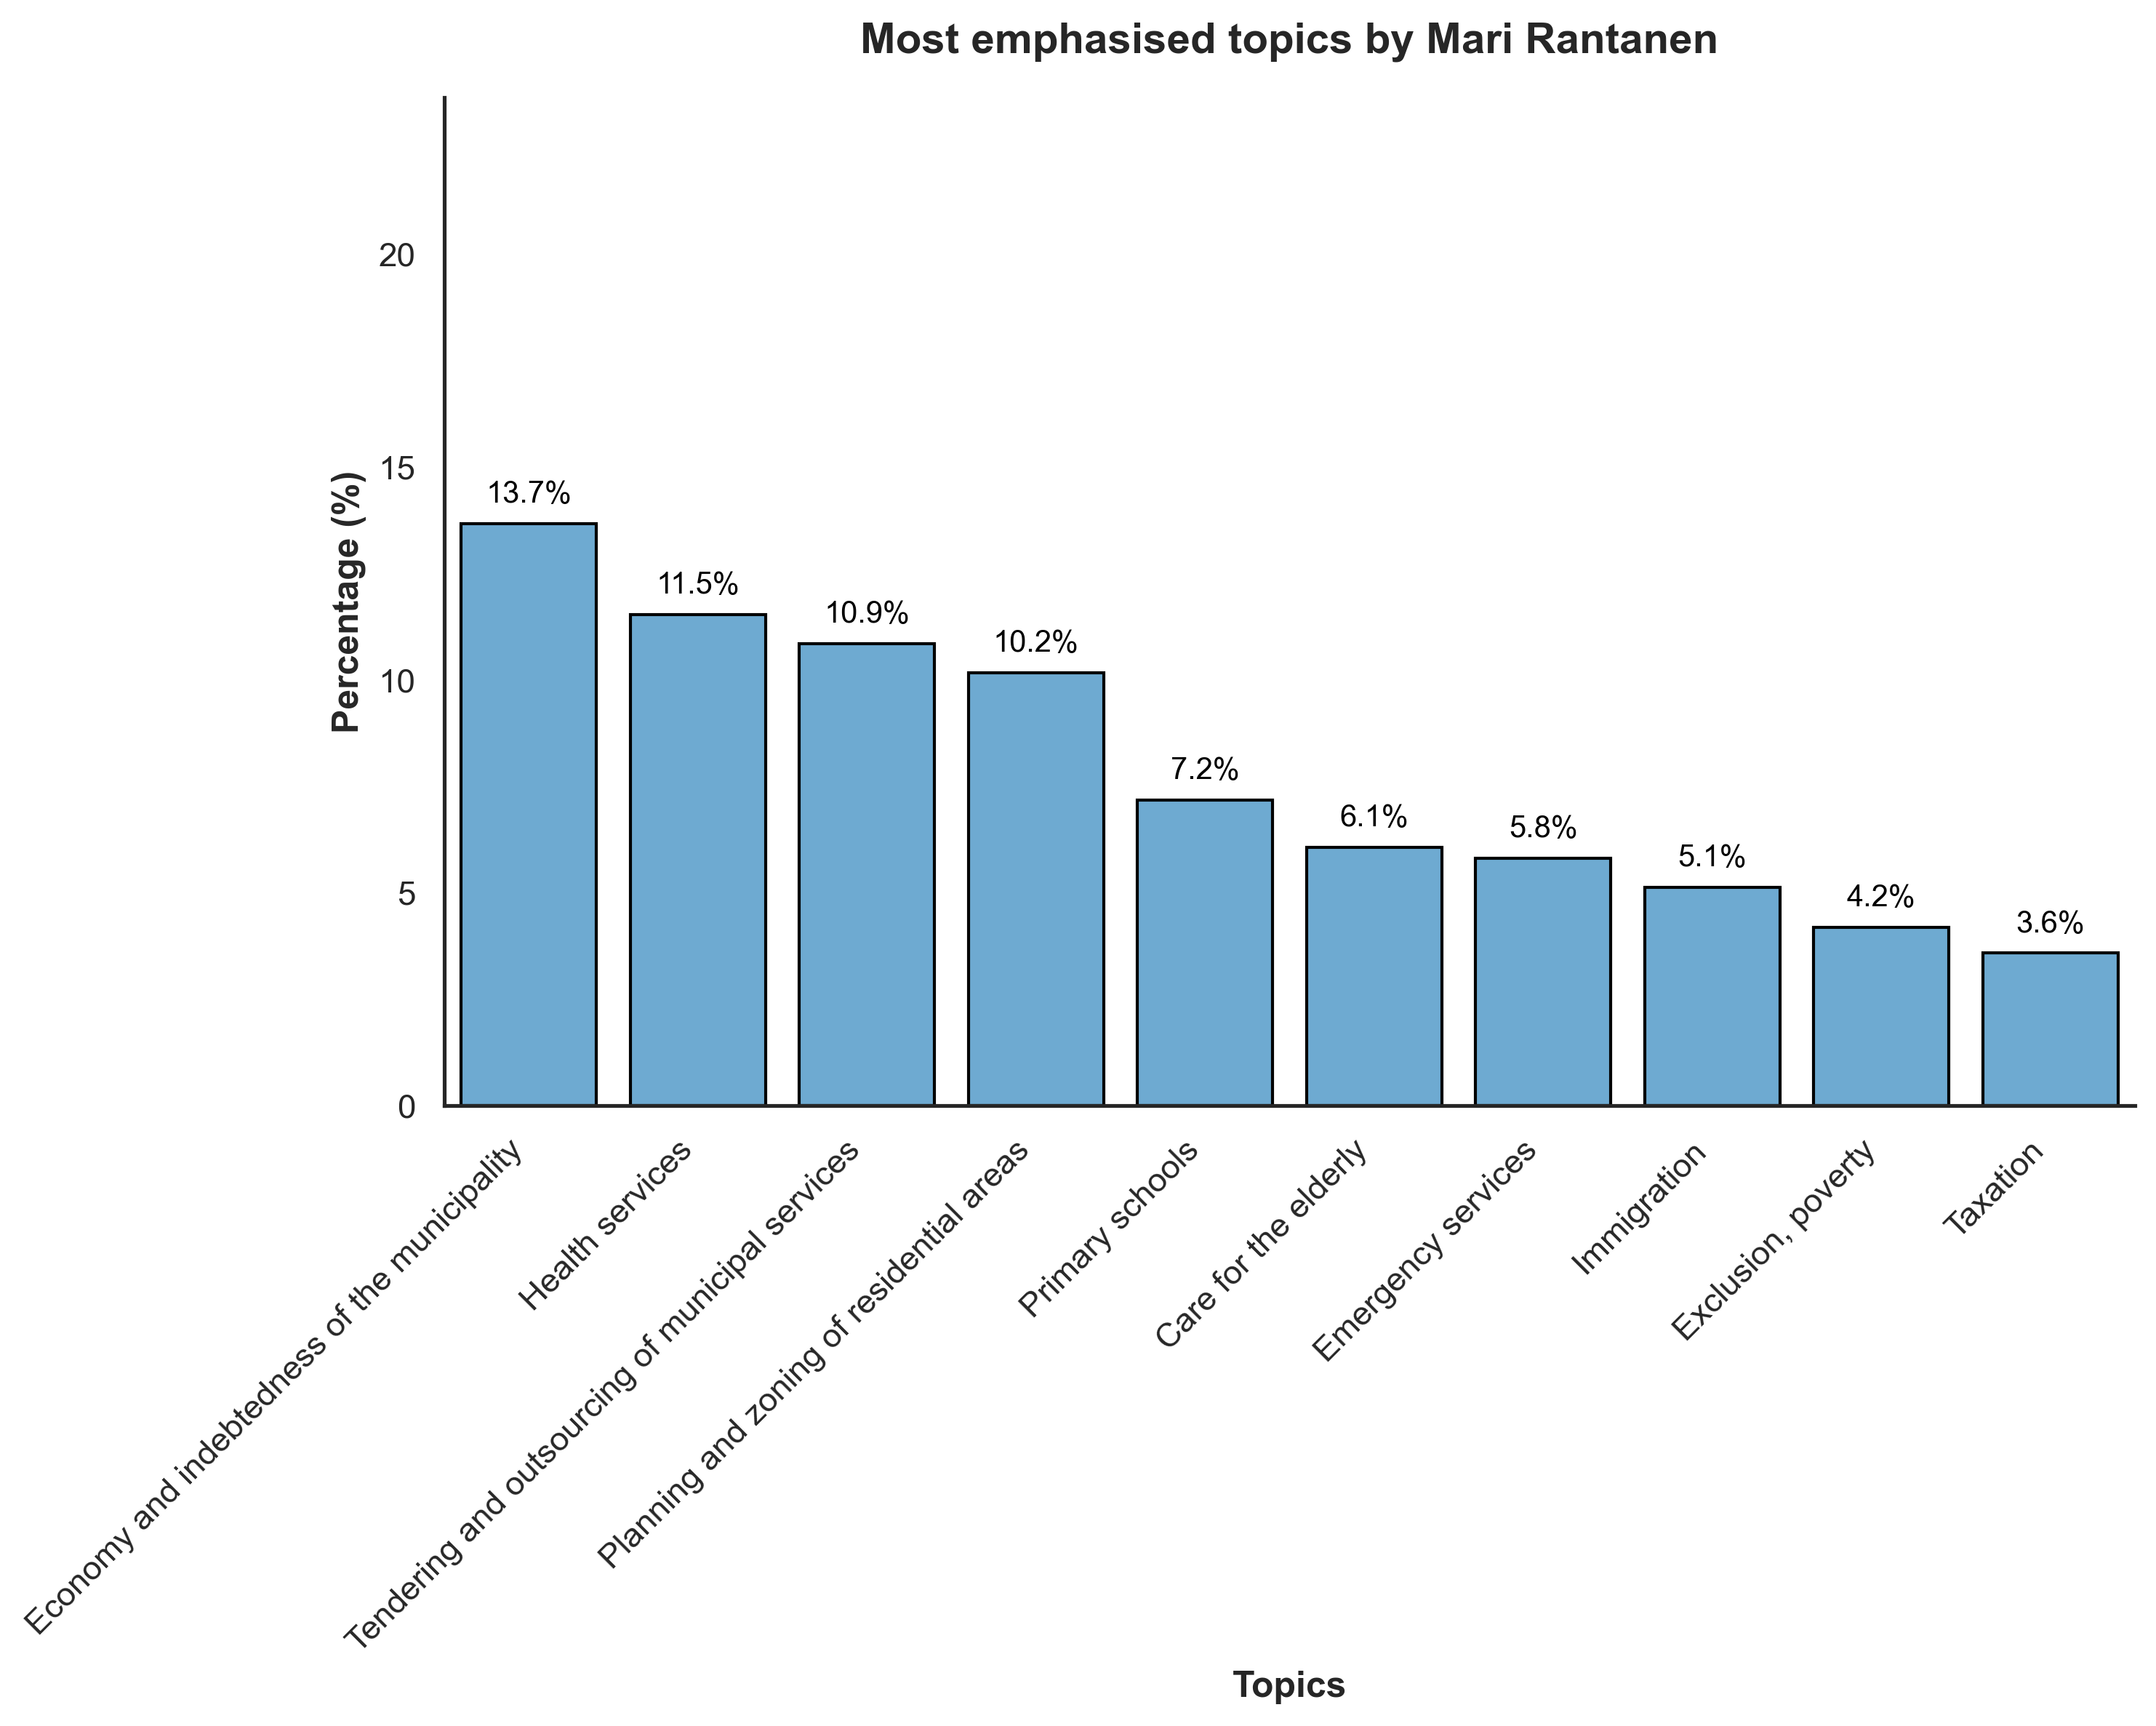 Most emphasised topics by Mari Rantanen
Percentage (%)
20
15
10
5
0
13.7%
11.5%
10.9%
10.2%
7.2%
6.1%
5.8%
5.1%
4.2%
3.6%
Economy and indebtedness of the municipality
Health services
Tendering and outsourcing of municipal services
Planning and zoning of residential areas
Primary schools
Care for the elderly
Emergency services
Immigration
Exclusion, poverty
Taxation
Topics